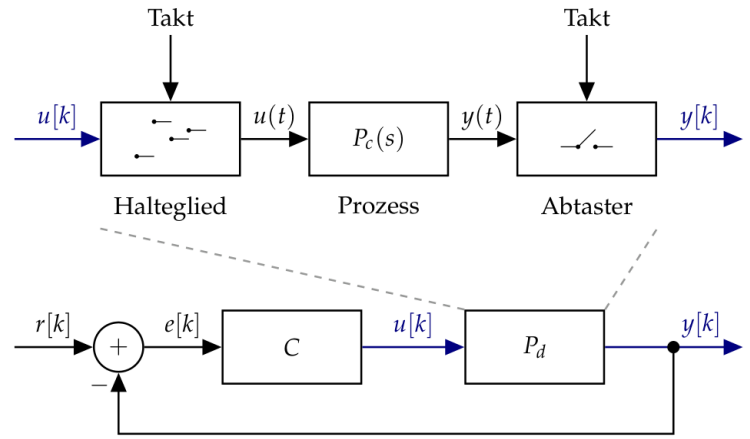 Takt Takt
u[k] u(t) P_c(s) y(t) y[k]
Halteglied Prozess Abtaster
r[k] + e[k] C u[k] P_d y[k]
−